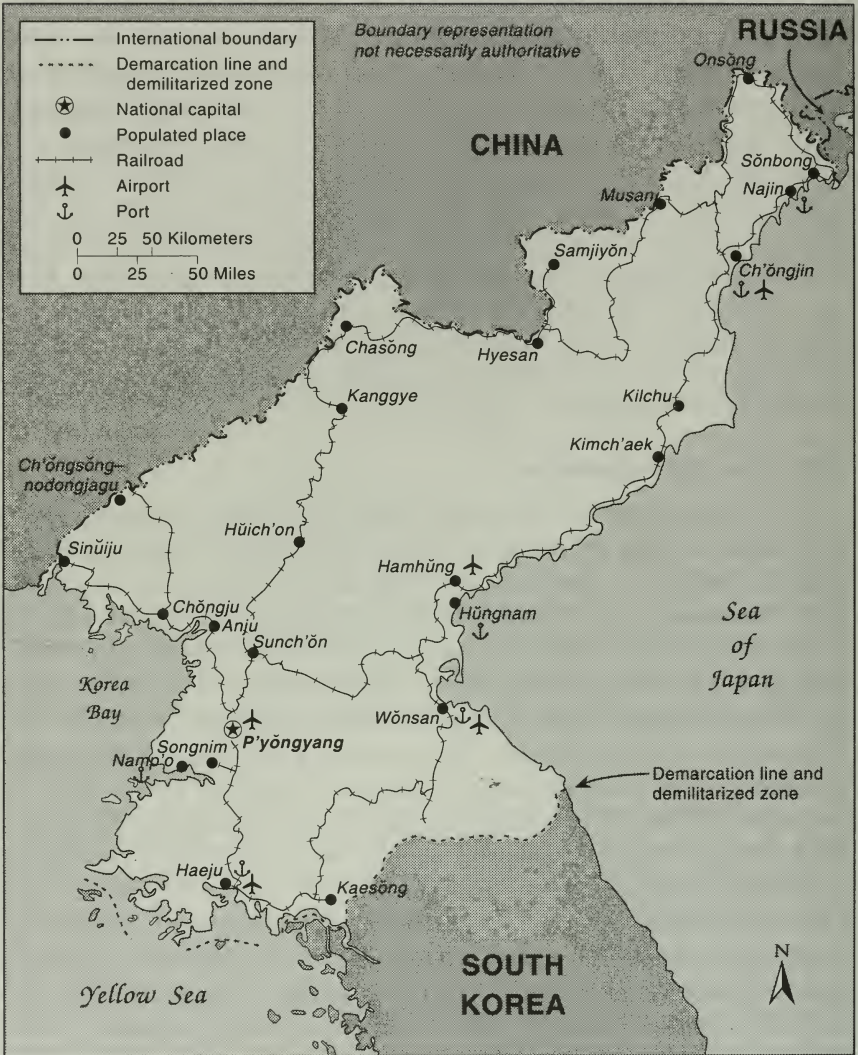 International boundary
Demarcation line and
demilitarized zone
National capital
Populated place
Railroad
Airport
Port
0 25 50 Kilometers
0 25 50 Miles
Boundary representation
not necessarily authoritative
RUSSIA
Onsŏng
CHINA
Sŏnbong
Najin
Musan
Samjiyŏn
Ch'ŏngjin
Chasŏng
Hyesan
Kanggye
Kilchu
Kimch'aek
Ch'ŏngsŏng-
nodongjagu
Hŭich'on
Sinŭiju
Hamhŭng
Hŭngnam
Chŏngju
Anju
Sunch'ŏn
Sea
of
Japan
Korea
Bay
Wŏnsan
P'yŏngyang
Songnim
Namp'o
Demarcation line and
demilitarized zone
Haeju
Kaesŏng
N
SOUTH
KOREA
Yellow Sea